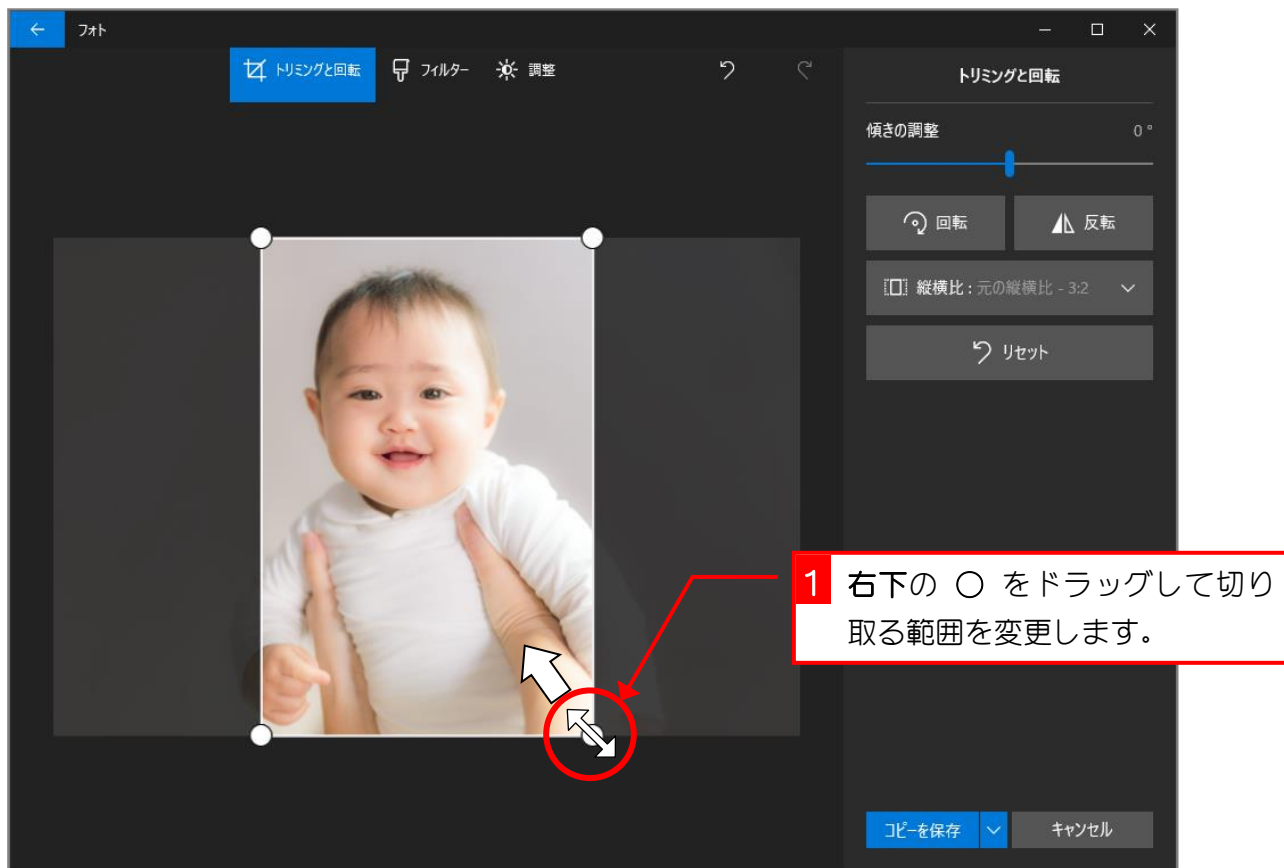 フォト
トリミングと回転
フィルター
調整
トリミングと回転
傾きの調整 0°
回転
反転
縦横比 : 元の縦横比 - 3:2
リセット
1 右下の ○ をドラッグして切り
取る範囲を変更します。
コピーを保存
キャンセル